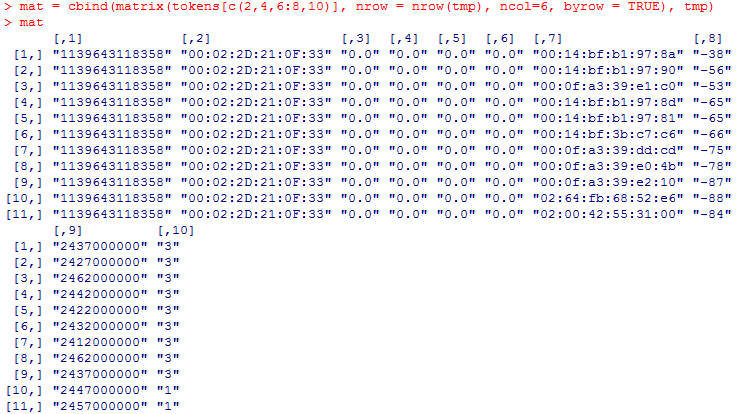 > mat = cbind(matrix(tokens[c(2,4,6:8,10)], nrow = nrow(tmp), ncol=6, byrow = TRUE), tmp)
> mat
[,1] [,2] [,3] [,4] [,5] [,6] [,7] [,8]
[1,] "1139643118358" "00:02:2D:21:0F:33" "0.0" "0.0" "0.0" "0.0" "00:14:bf:b1:97:8a" "-38"
[2,] "1139643118358" "00:02:2D:21:0F:33" "0.0" "0.0" "0.0" "0.0" "00:14:bf:b1:97:90" "-56"
[3,] "1139643118358" "00:02:2D:21:0F:33" "0.0" "0.0" "0.0" "0.0" "00:0f:a3:39:e1:c0" "-53"
[4,] "1139643118358" "00:02:2D:21:0F:33" "0.0" "0.0" "0.0" "0.0" "00:14:bf:b1:97:8d" "-65"
[5,] "1139643118358" "00:02:2D:21:0F:33" "0.0" "0.0" "0.0" "0.0" "00:14:bf:b1:97:81" "-65"
[6,] "1139643118358" "00:02:2D:21:0F:33" "0.0" "0.0" "0.0" "0.0" "00:14:bf:3b:c7:c6" "-66"
[7,] "1139643118358" "00:02:2D:21:0F:33" "0.0" "0.0" "0.0" "0.0" "00:0f:a3:39:dd:cd" "-75"
[8,] "1139643118358" "00:02:2D:21:0F:33" "0.0" "0.0" "0.0" "0.0" "00:0f:a3:39:e0:4b" "-78"
[9,] "1139643118358" "00:02:2D:21:0F:33" "0.0" "0.0" "0.0" "0.0" "00:0f:a3:39:e2:10" "-87"
[10,] "1139643118358" "00:02:2D:21:0F:33" "0.0" "0.0" "0.0" "0.0" "02:64:fb:68:52:e6" "-88"
[11,] "1139643118358" "00:02:2D:21:0F:33" "0.0" "0.0" "0.0" "0.0" "02:00:42:55:31:00" "-84"
[,9] [,10]
[1,] "2437000000" "3"
[2,] "2427000000" "3"
[3,] "2462000000" "3"
[4,] "2442000000" "3"
[5,] "2422000000" "3"
[6,] "2432000000" "3"
[7,] "2412000000" "3"
[8,] "2462000000" "3"
[9,] "2437000000" "3"
[10,] "2447000000" "1"
[11,] "2457000000" "1"